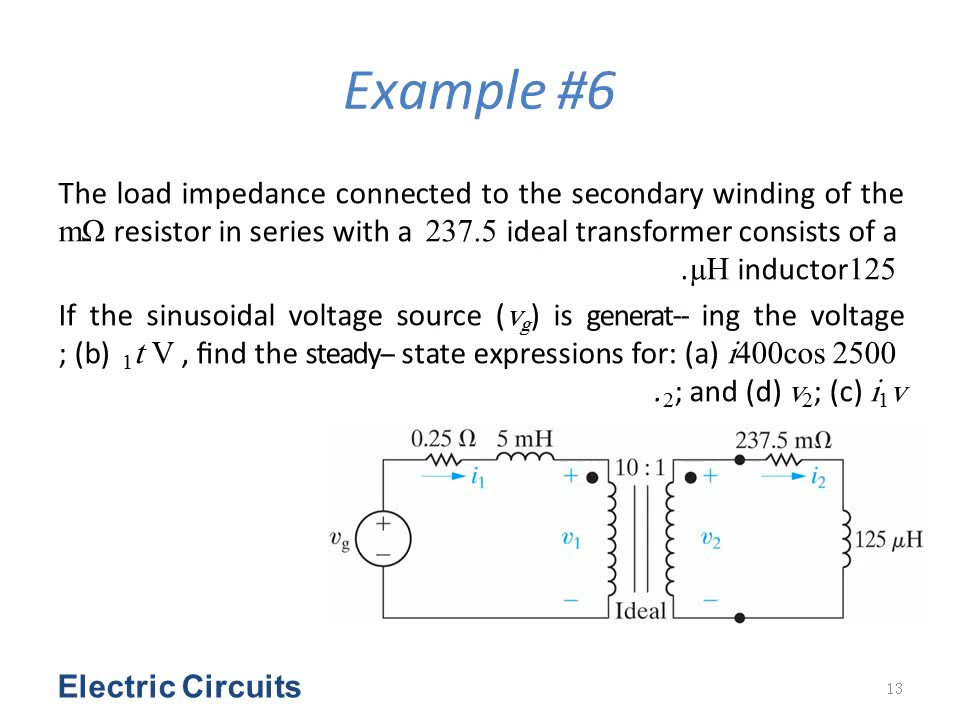 Example #6
The load impedance connected to the secondary winding of the
mΩ resistor in series with a 237.5 ideal transformer consists of a
.μH inductor125
If the sinusoidal voltage source (vg) is generat-- ing the voltage
; (b) 1 t V , find the steady– state expressions for: (a) i400cos 2500
.2; and (d) v2; (c) i1 v
0.25 Ω 5 mH 237.5 mΩ
i1 + 10 : 1 + i2
vg + − v1 v2 125 μH
− Ideal −
Electric Circuits
13